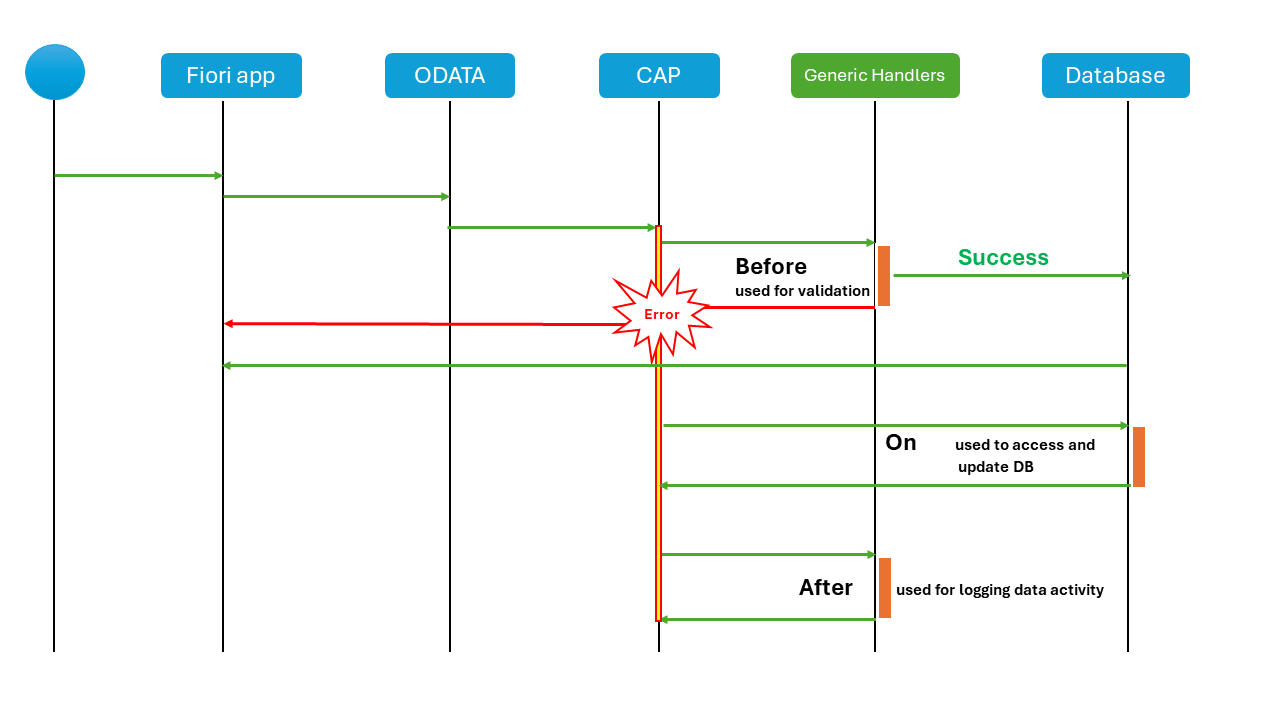 Fiori app
ODATA
CAP
Generic Handlers
Database
Success
Before
used for validation
Error
On
used to access and
update DB
After
used for logging data activity